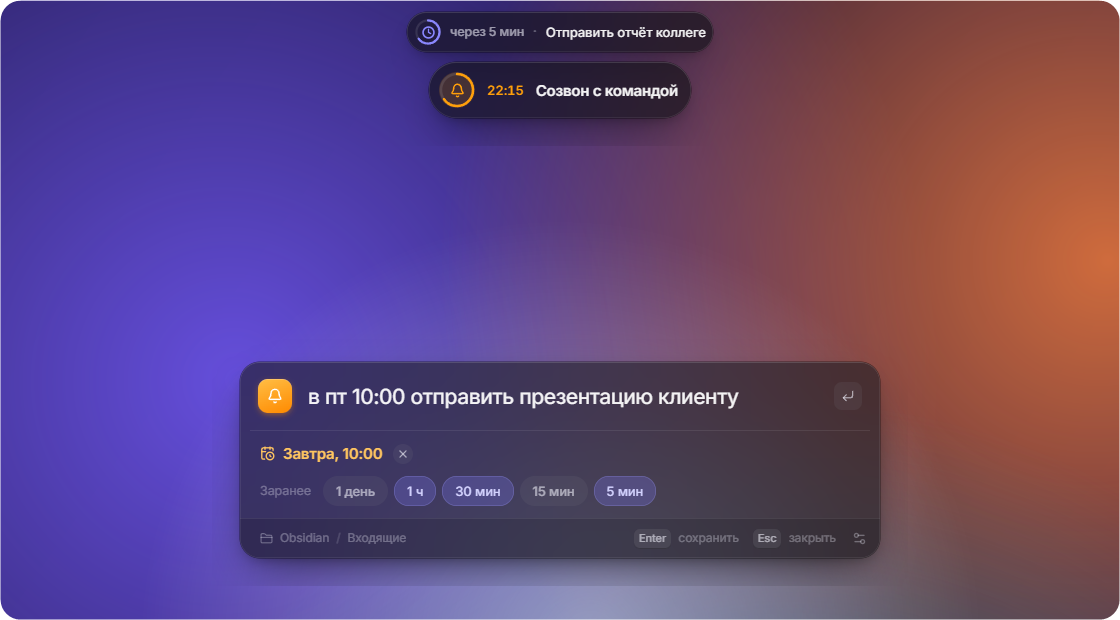 через 5 мин · Отправить отчёт коллеге
22:15 Созвон с командой
в пт 10:00 отправить презентацию клиенту
Завтра, 10:00
Заранее 1 день 1 ч 30 мин 15 мин 5 мин
Obsidian / Входящие Enter сохранить Esc закрыть